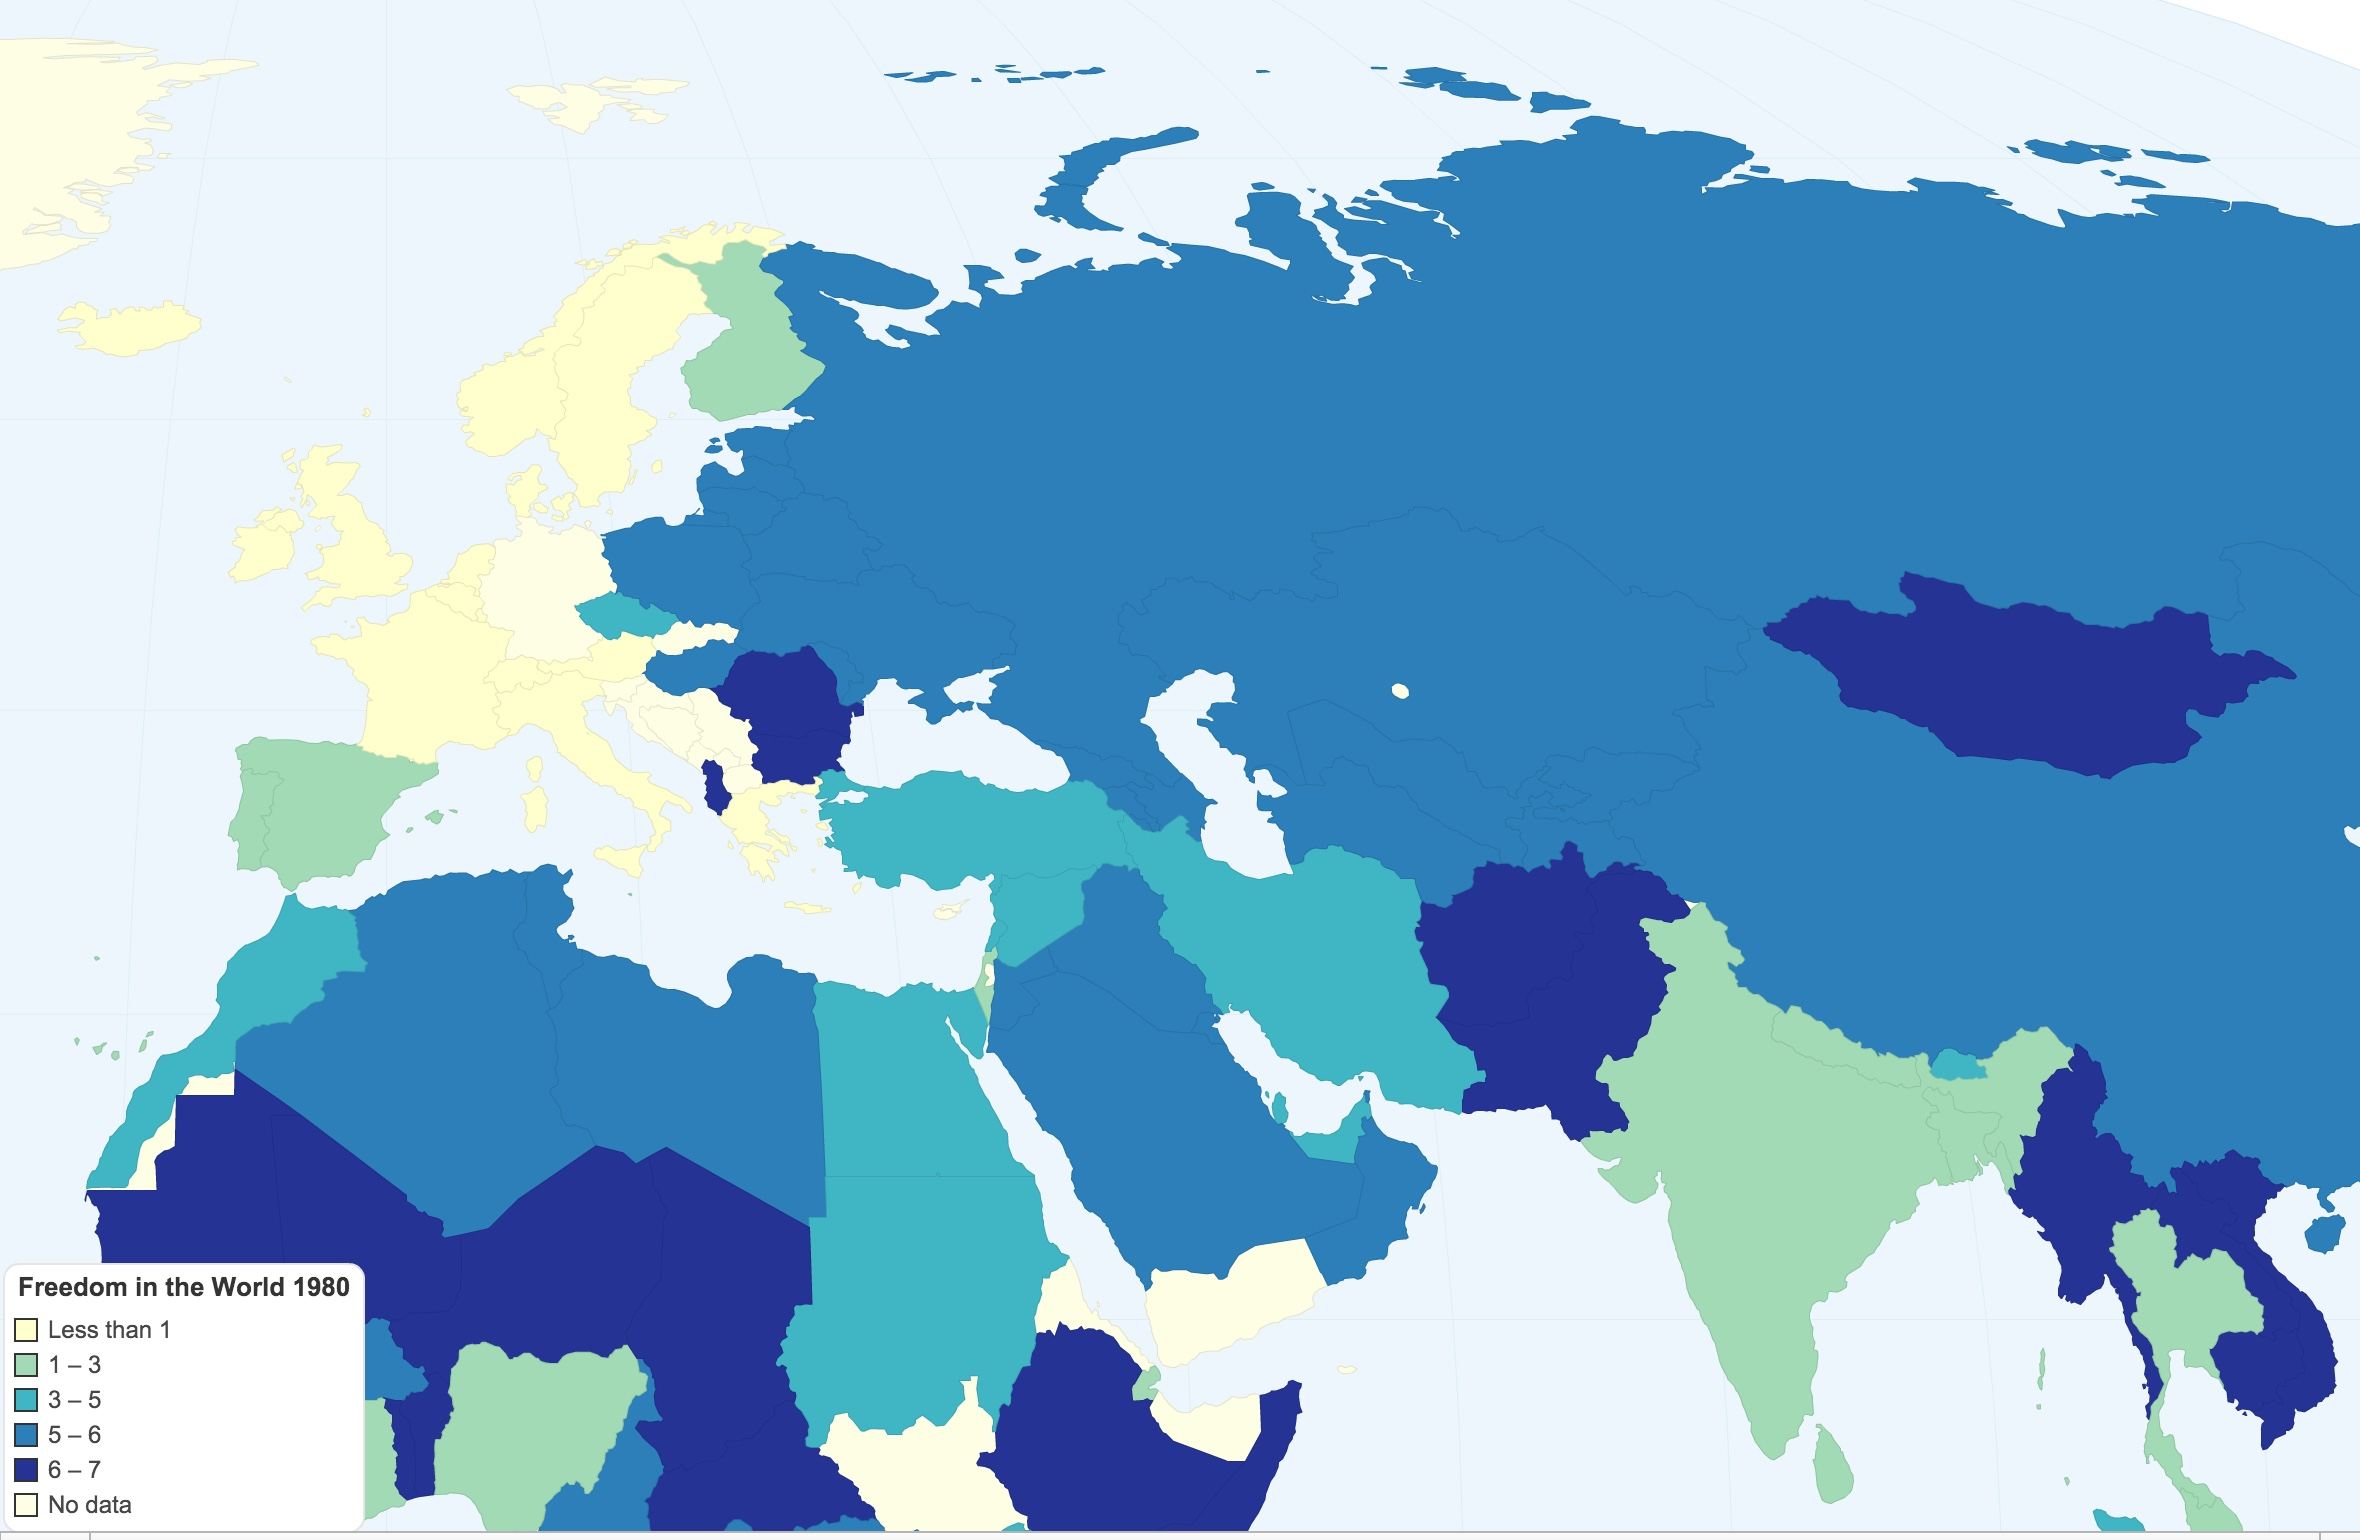 Freedom in the World 1980
Less than 1
1 – 3
3 – 5
5 – 6
6 – 7
No data